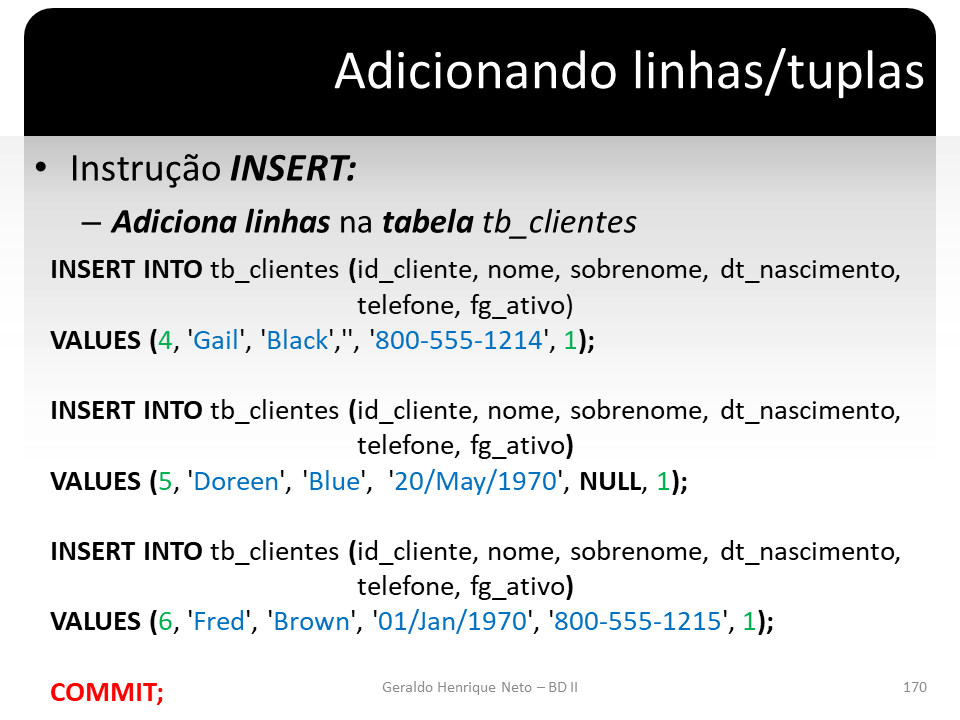 Adicionando linhas/tuplas
• Instrução INSERT:
– Adiciona linhas na tabela tb_clientes
INSERT INTO tb_clientes (id_cliente, nome, sobrenome, dt_nascimento,
telefone, fg_ativo)
VALUES (4, 'Gail', 'Black','', '800-555-1214', 1);
INSERT INTO tb_clientes (id_cliente, nome, sobrenome, dt_nascimento,
telefone, fg_ativo)
VALUES (5, 'Doreen', 'Blue', '20/May/1970', NULL, 1);
INSERT INTO tb_clientes (id_cliente, nome, sobrenome, dt_nascimento,
telefone, fg_ativo)
VALUES (6, 'Fred', 'Brown', '01/Jan/1970', '800-555-1215', 1);
COMMIT;
Geraldo Henrique Neto – BD II
170